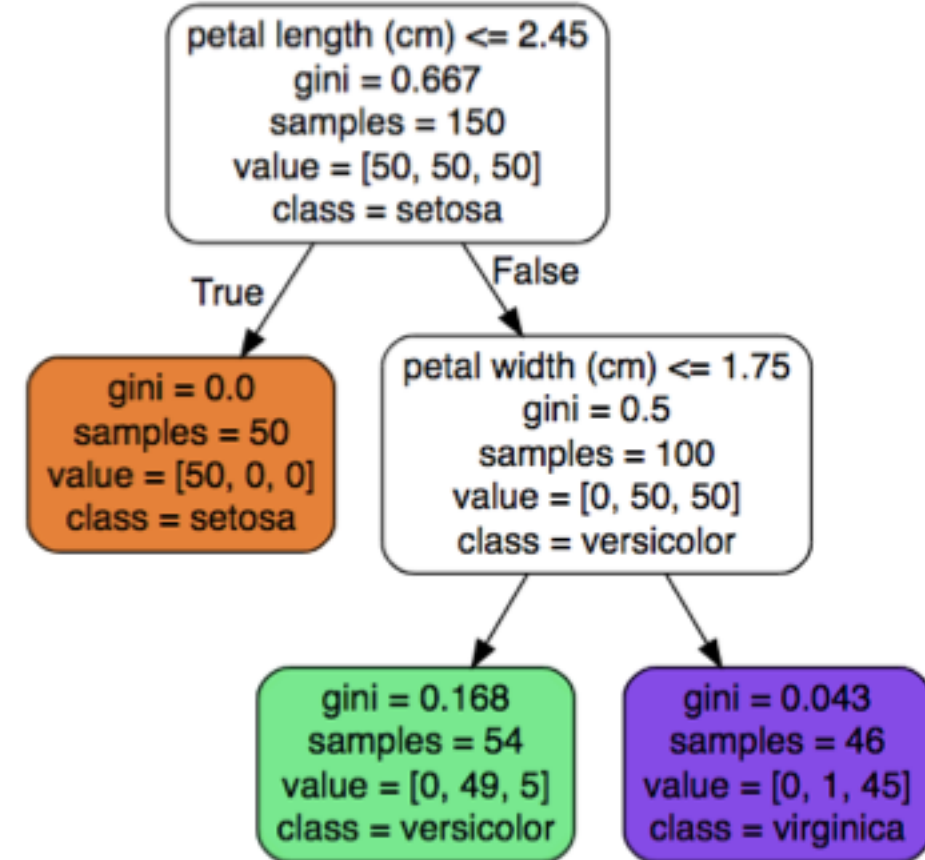 petal length (cm) <= 2.45
gini = 0.667
samples = 150
value = [50, 50, 50]
class = setosa
True
False
gini = 0.0
samples = 50
value = [50, 0, 0]
class = setosa
petal width (cm) <= 1.75
gini = 0.5
samples = 100
value = [0, 50, 50]
class = versicolor
gini = 0.168
samples = 54
value = [0, 49, 5]
class = versicolor
gini = 0.043
samples = 46
value = [0, 1, 45]
class = virginica